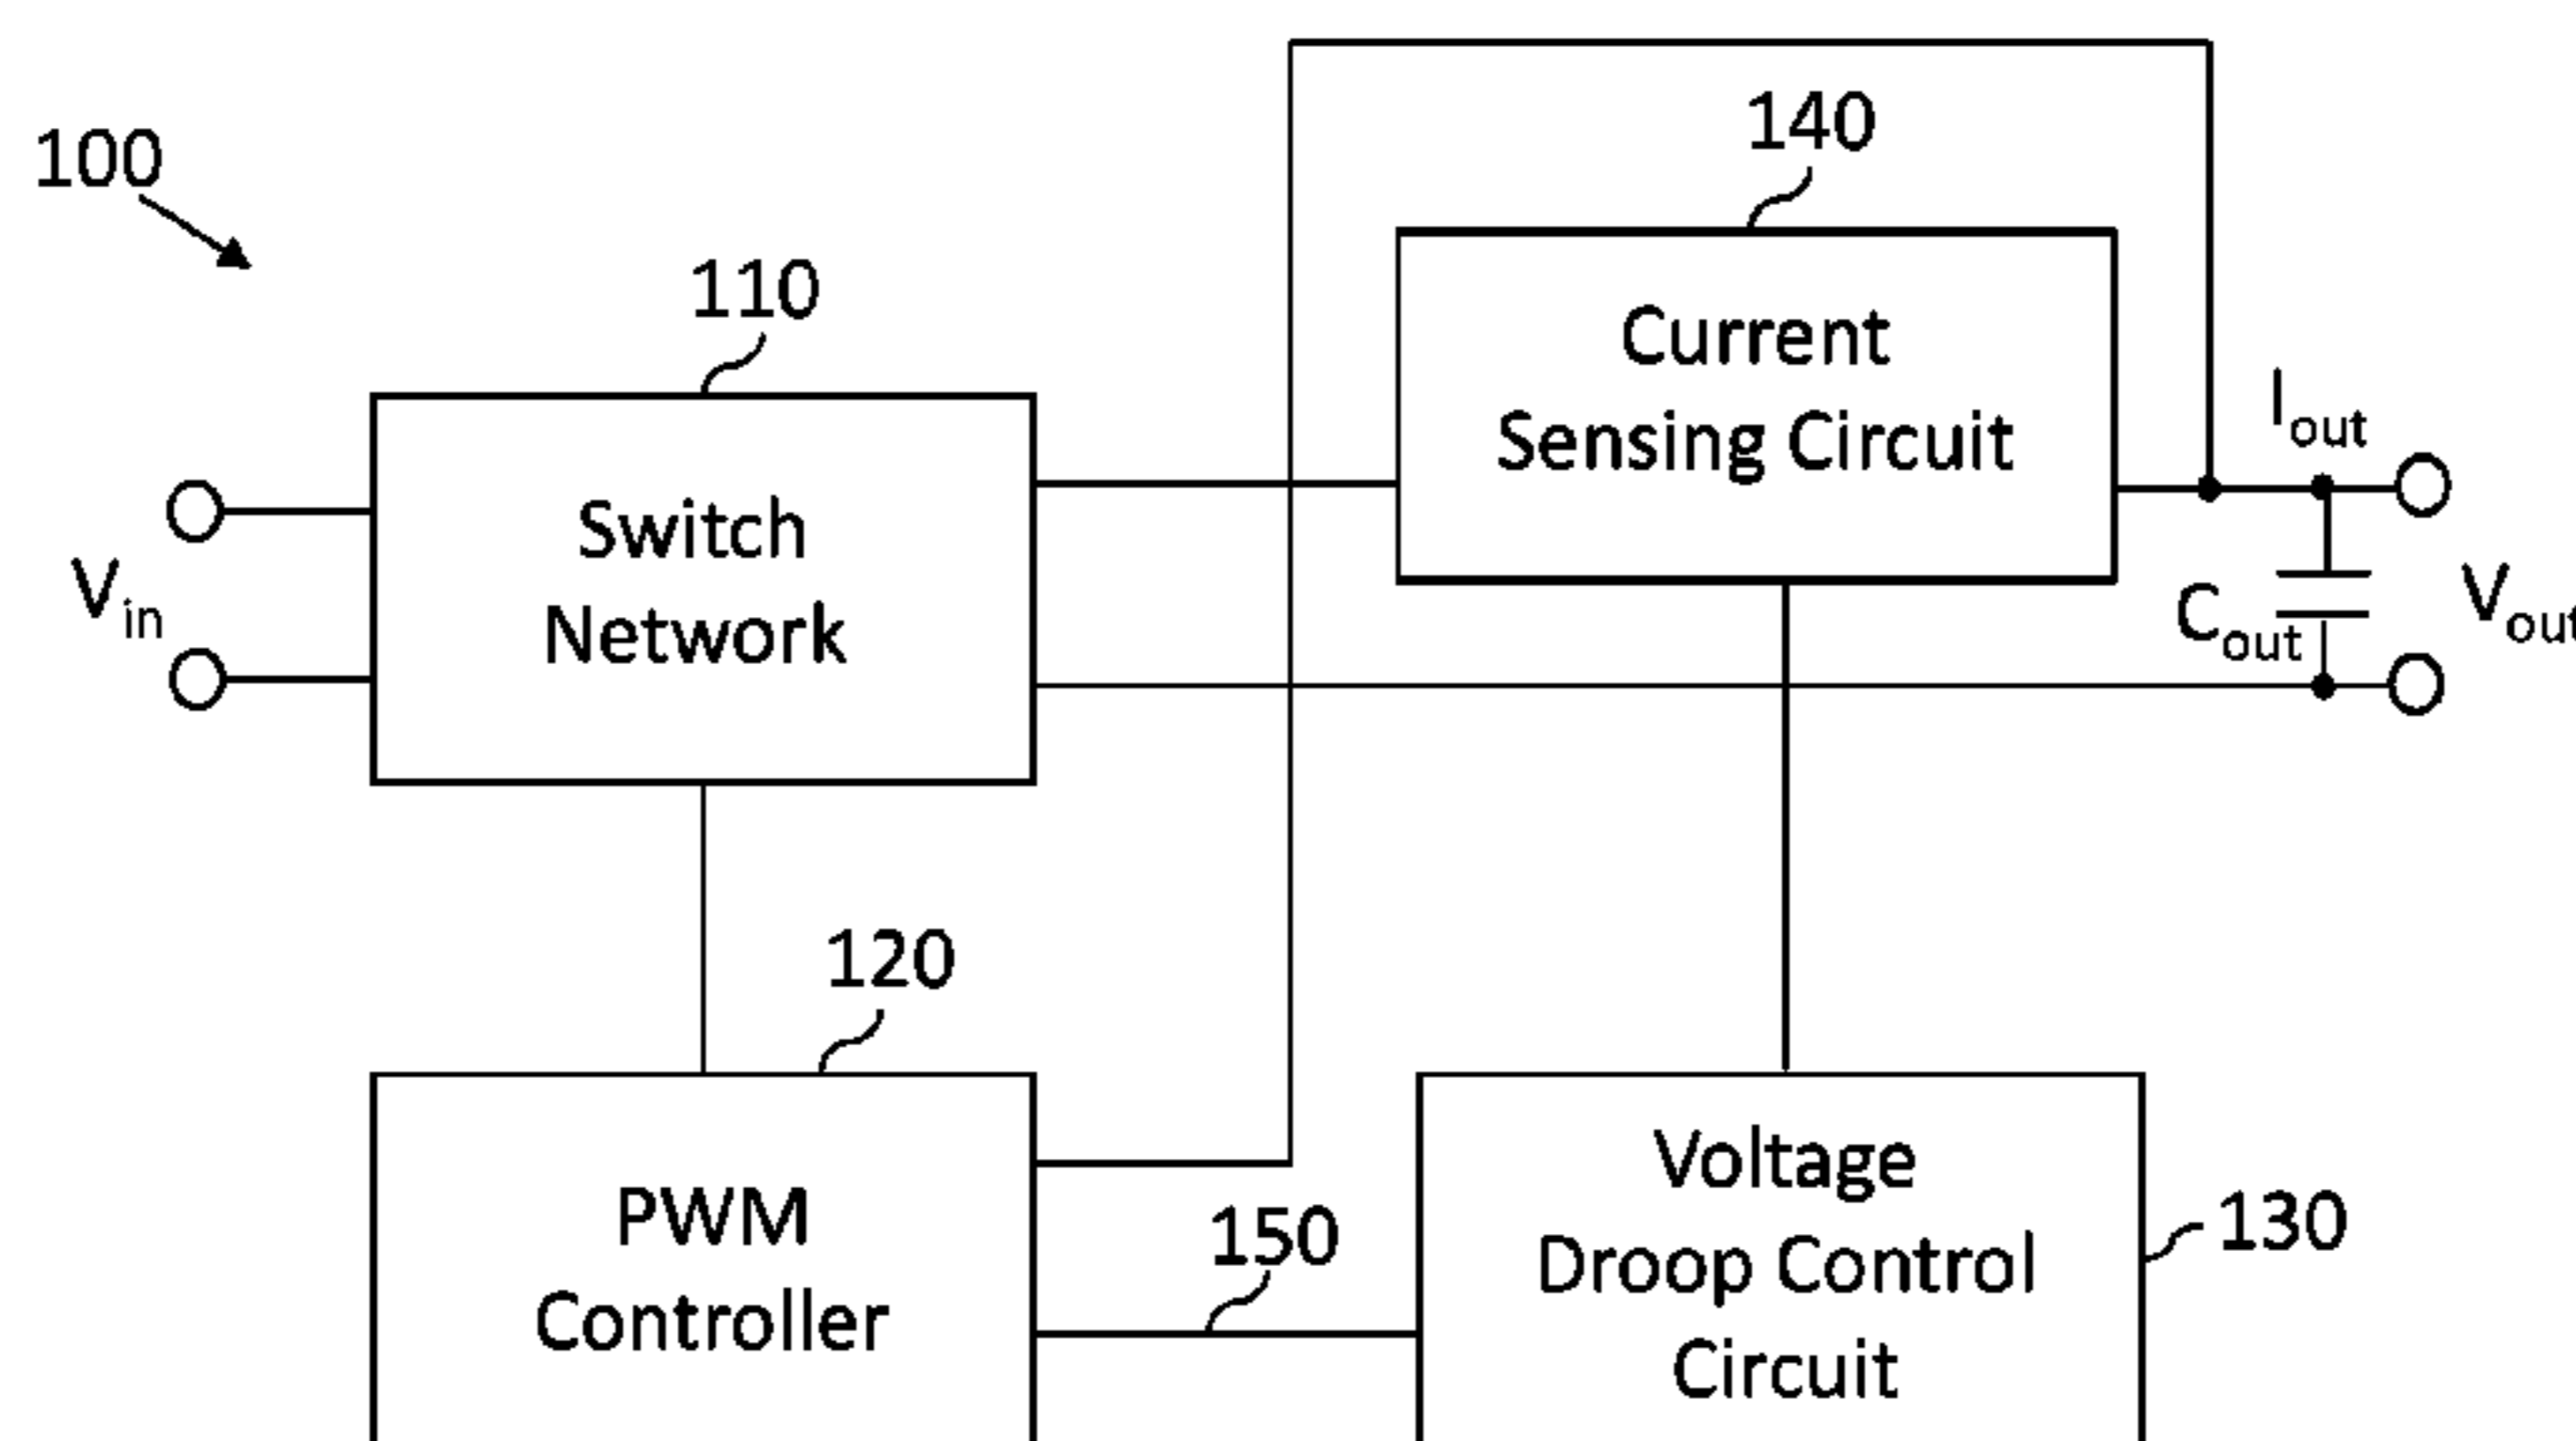 100
110
140
Switch
Network
Current
Sensing Circuit
Vin
Iout
Cout
Vout
120
PWM
Controller
150
Voltage
Droop Control
Circuit
130